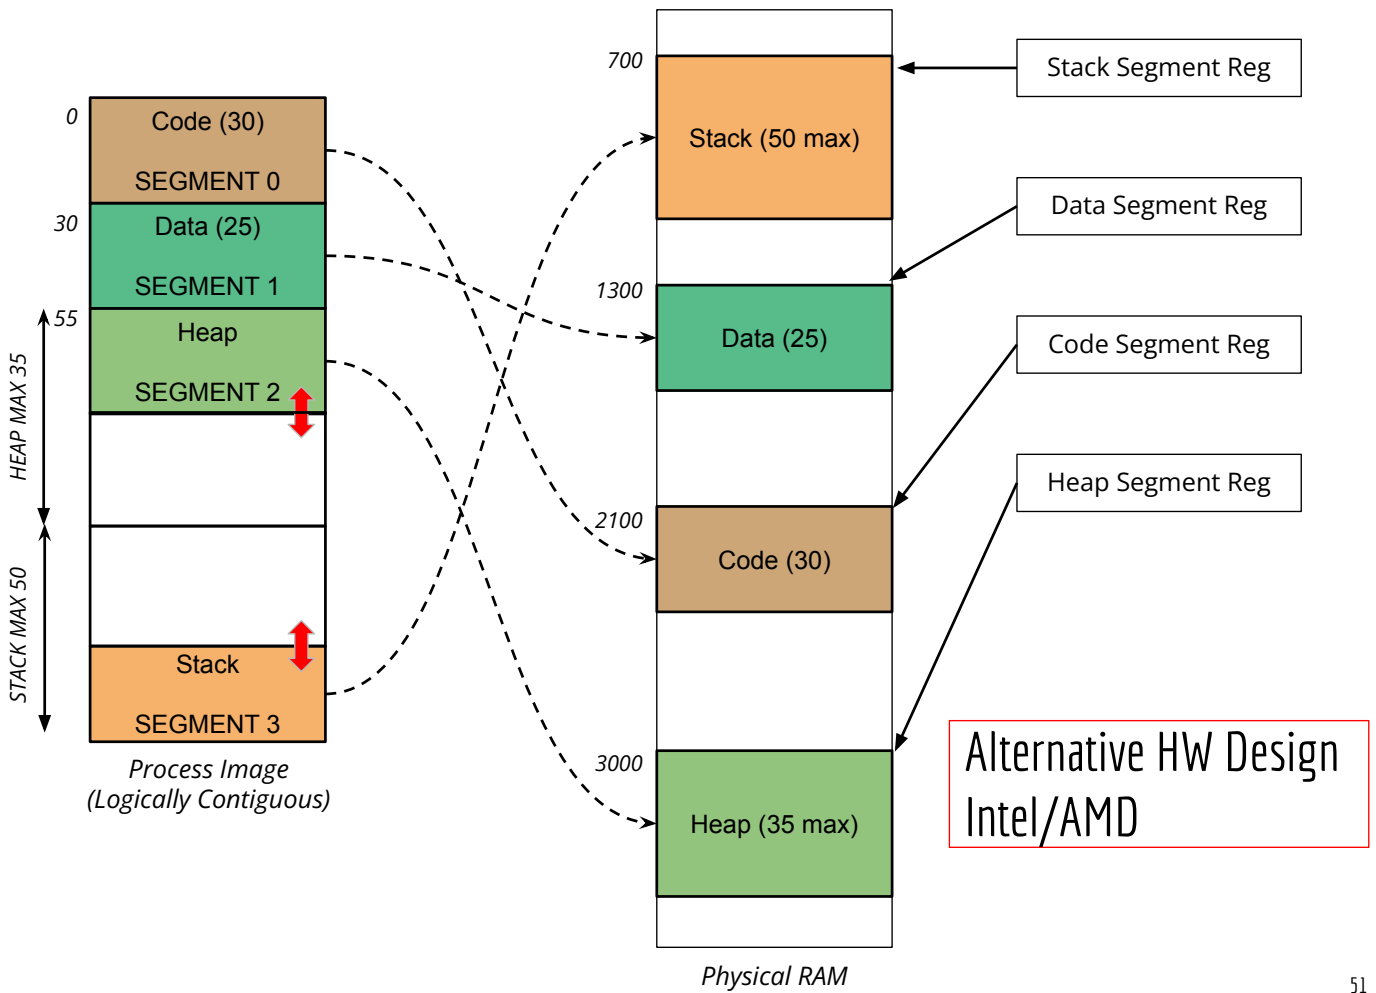 0
Code (30)
SEGMENT 0
30
Data (25)
SEGMENT 1
55
Heap
SEGMENT 2
HEAP MAX 35
STACK MAX 50
Stack
SEGMENT 3
Process Image
(Logically Contiguous)
700
Stack (50 max)
1300
Data (25)
2100
Code (30)
3000
Heap (35 max)
Physical RAM
Stack Segment Reg
Data Segment Reg
Code Segment Reg
Heap Segment Reg
Alternative HW Design
Intel/AMD
51